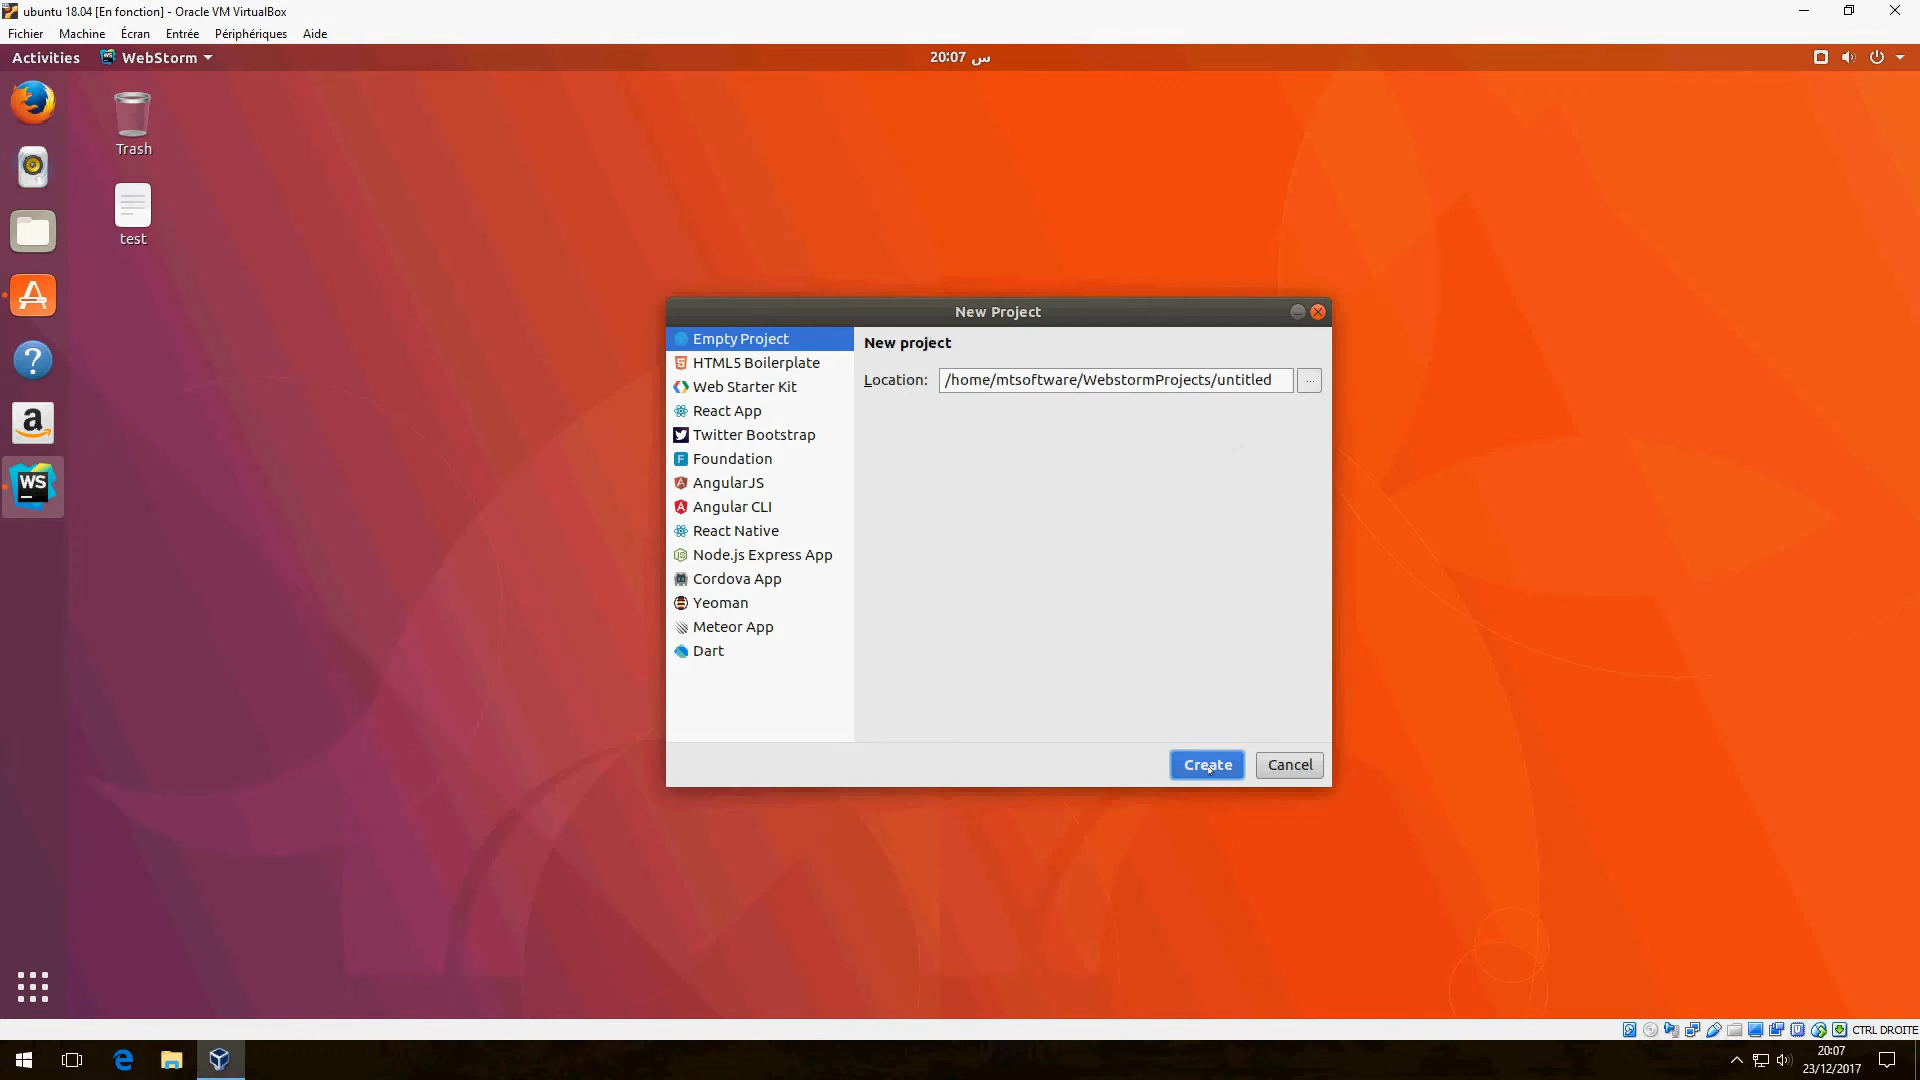 ubuntu 18.04 [En fonction] - Oracle VM VirtualBox
Fichier Machine Écran Entrée Périphériques Aide
Activities WebStorm س 20:07
Trash
test
New Project
Empty Project
HTML5 Boilerplate
Web Starter Kit
React App
Twitter Bootstrap
Foundation
AngularJS
Angular CLI
React Native
Node.js Express App
Cordova App
Yeoman
Meteor App
Dart
New project
Location: /home/mtsoftware/WebstormProjects/untitled ...
Create Cancel
WS
CTRL DROITE
20:07
23/12/2017